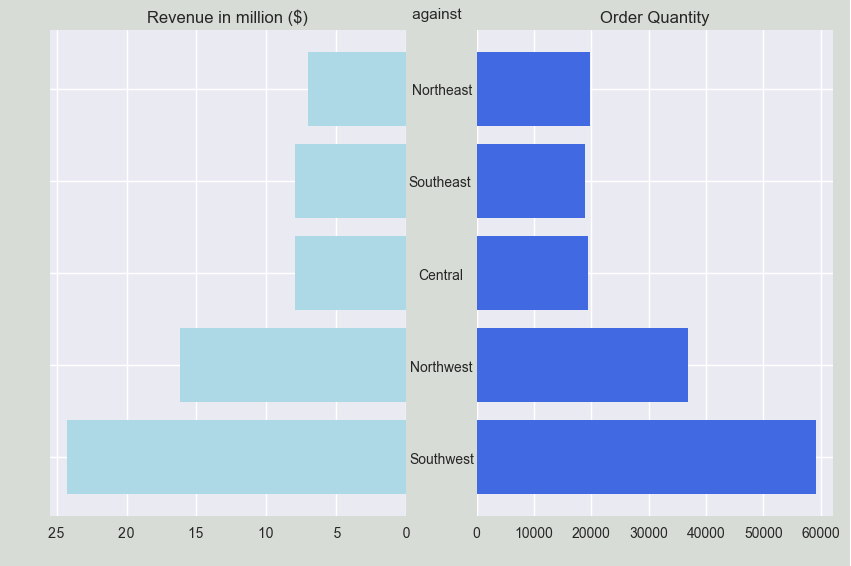 Revenue in million ($) against Order Quantity
Northeast
Southeast
Central
Northwest
Southwest
25 20 15 10 5 0 0 10000 20000 30000 40000 50000 60000